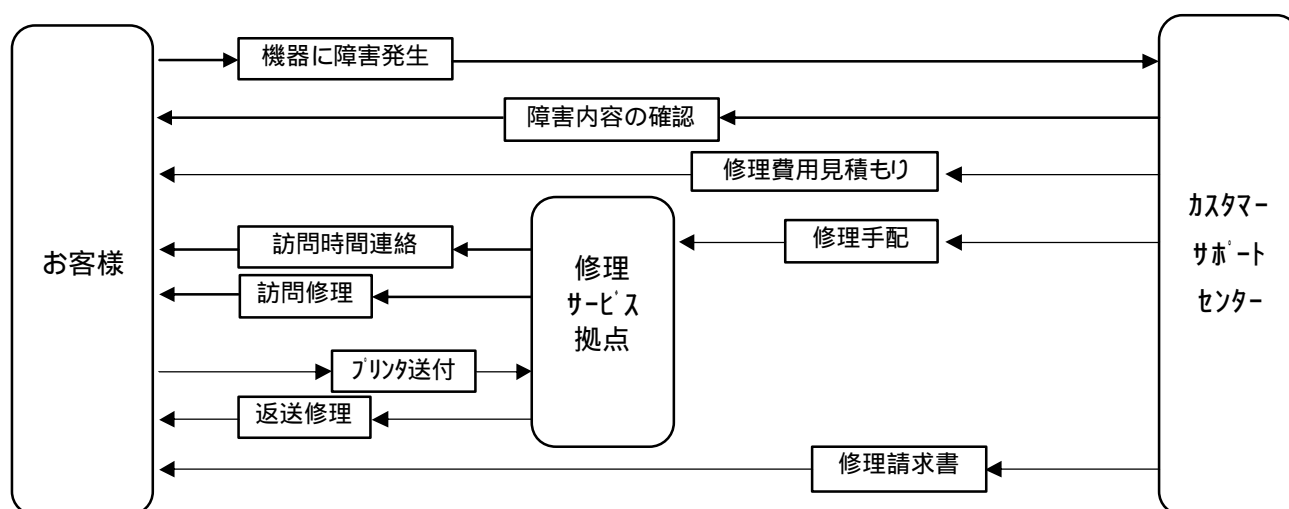 機器に障害発生
障害内容の確認
修理費用見積もり
お客様
訪問時間連絡
訪問修理
修理
ｻｰﾋﾞｽ
拠点
修理手配
ｶｽﾀﾏｰ
ｻﾎﾟｰﾄ
ｾﾝﾀｰ
ﾌﾟﾘﾝﾀ送付
返送修理
修理請求書